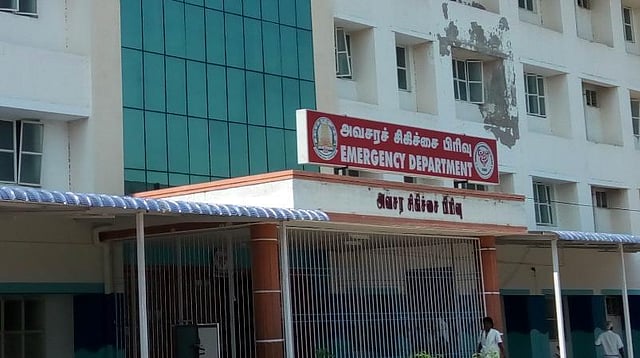 அவசரச் சிகிச்சை பிரிவு
EMERGENCY DEPARTMENT
அவசர சிகிச்சை பிரிவு